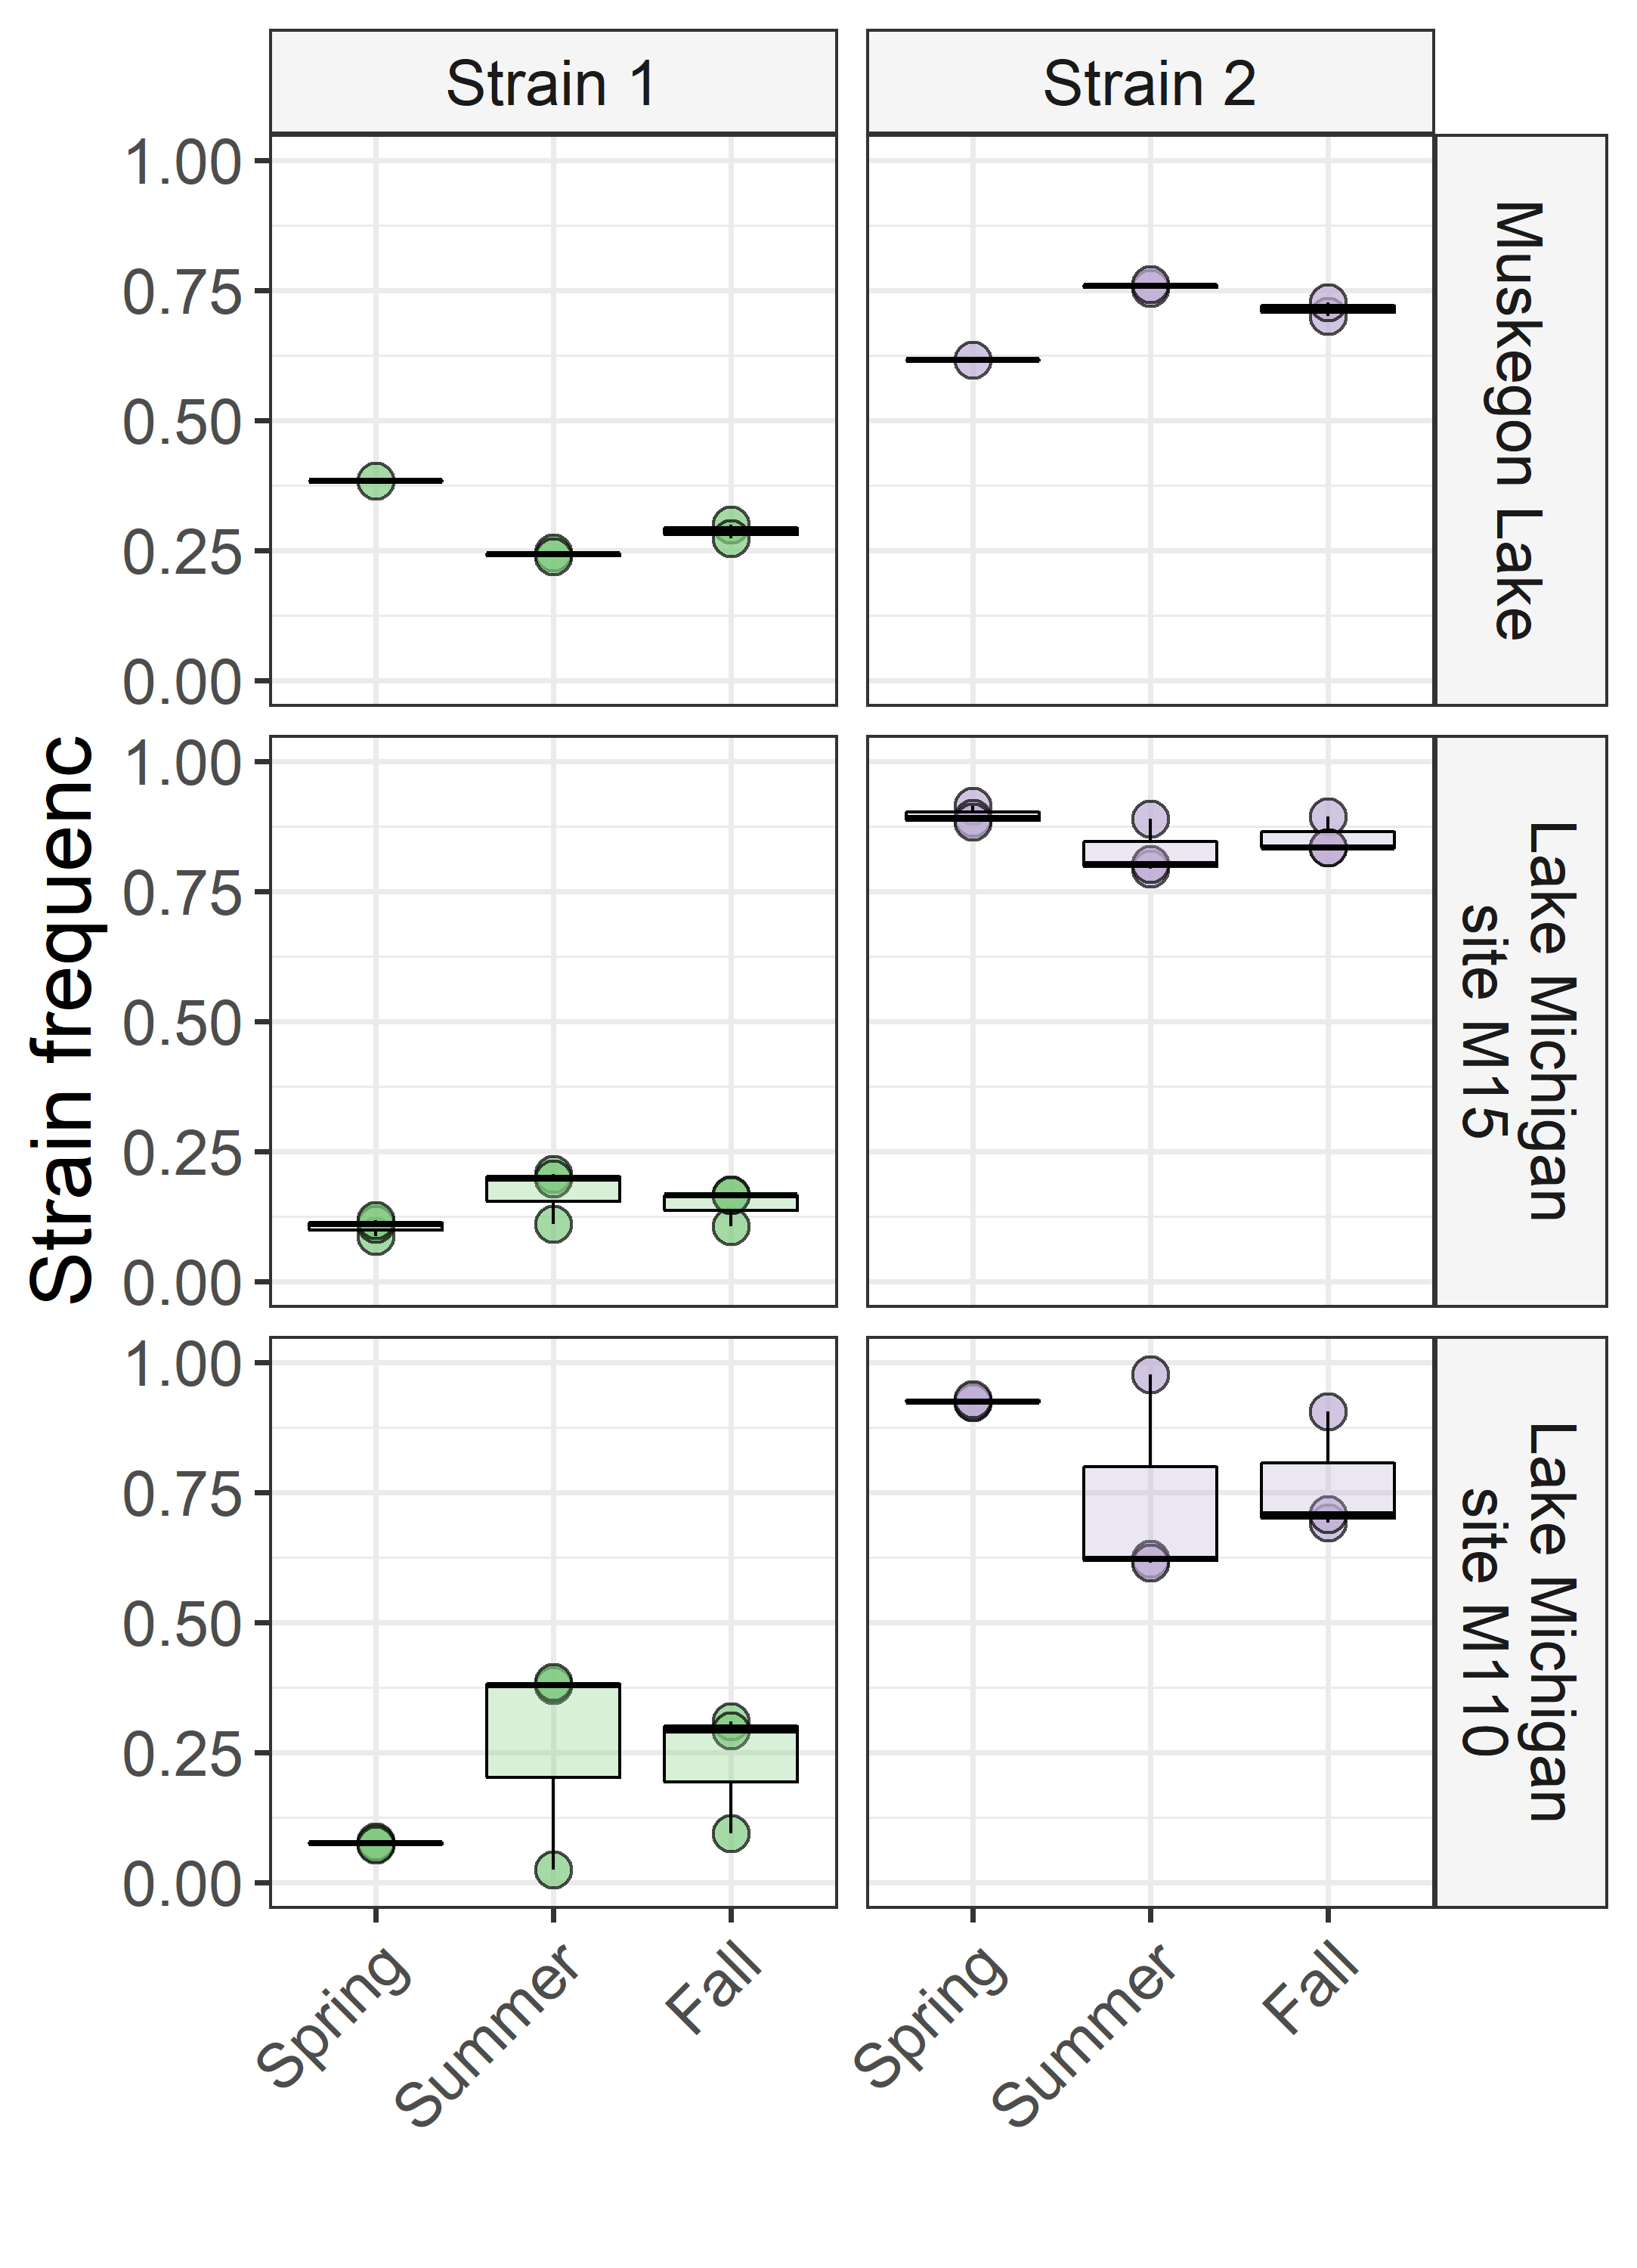 Strain 1
Strain 2
1.00
0.75
0.50
0.25
0.00
Muskegon Lake
Strain frequenc
1.00
0.75
0.50
0.25
0.00
Lake Michigan
site M15
1.00
0.75
0.50
0.25
0.00
Lake Michigan
site M110
Spring
Summer
Fall
Spring
Summer
Fall